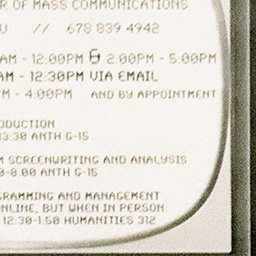 R OF MASS COMMUNICATIONS
U // 678 839 4942
AM - 12:00PM & 2:00PM - 5:00PM
AM - 12:30PM VIA EMAIL
PM - 4:00PM AND BY APPOINTMENT
ODUCTION
3:30 ANTH G-15
M SCREENWRITING AND ANALYSIS
0-8:00 ANTH G-15
GRAMMING AND MANAGEMENT
ONLINE, BUT WHEN IN PERSON:
12:30-1:50 HUMANITIES 312